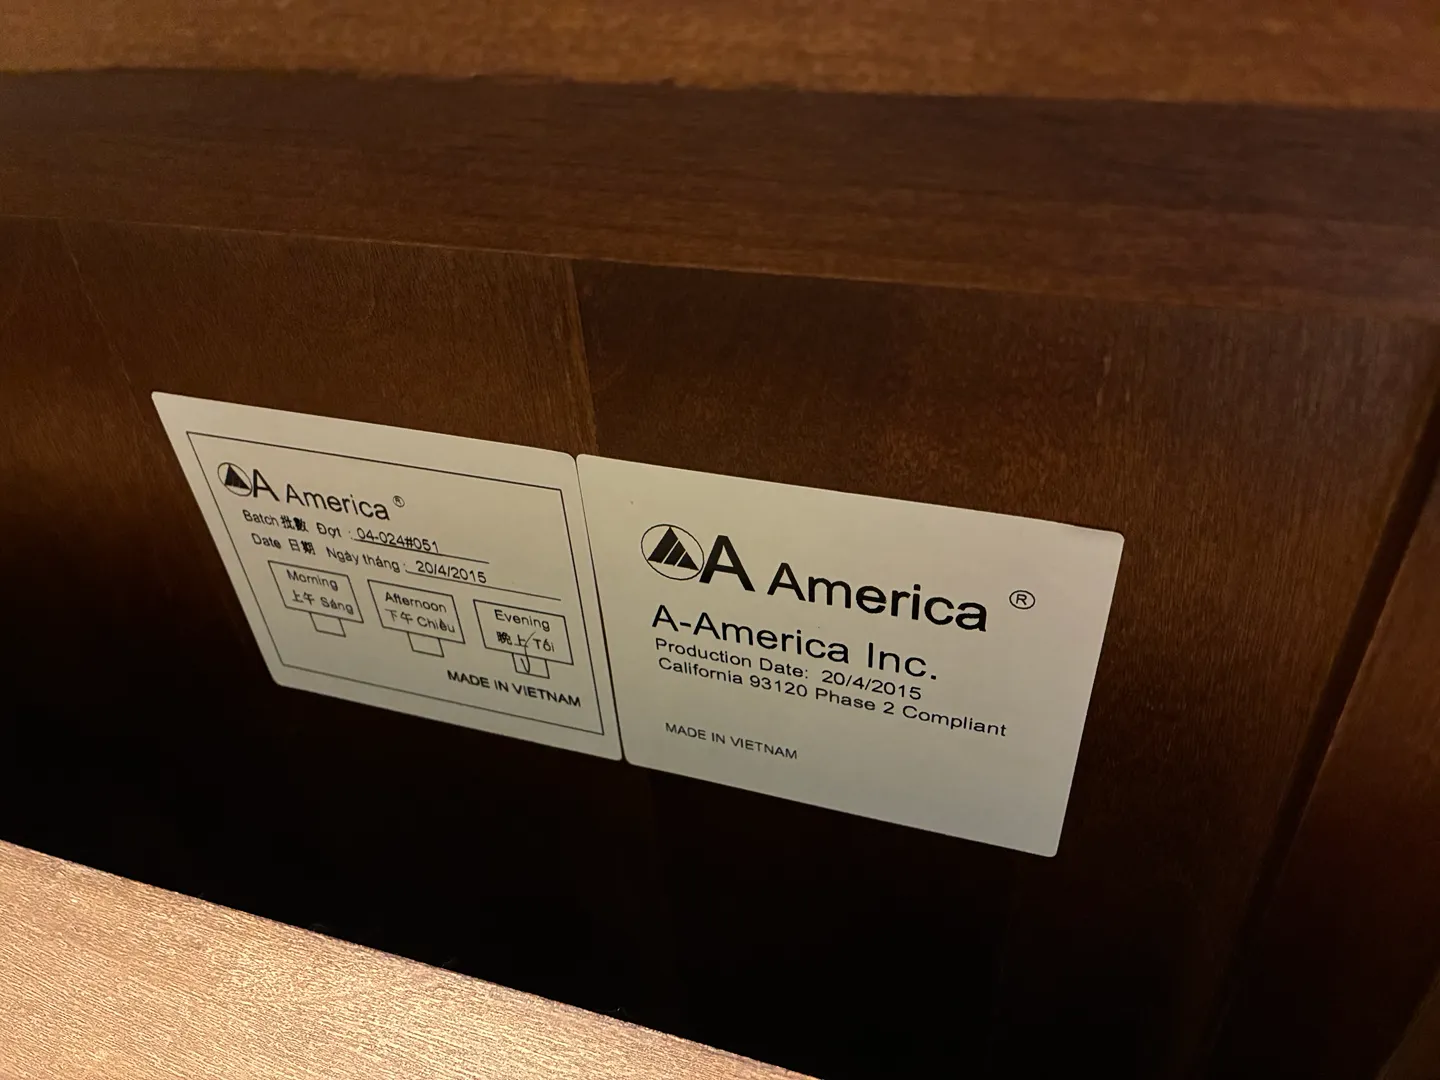 A America®
Batch 批數 Đợt : 04-024#051
Date 日期 Ngày tháng : 20/4/2015
Morning
上午 Sáng
Afternoon
下午 Chiều
Evening
晚上 Tối
MADE IN VIETNAM
A America ®
A-America Inc.
Production Date: 20/4/2015
California 93120 Phase 2 Compliant
MADE IN VIETNAM